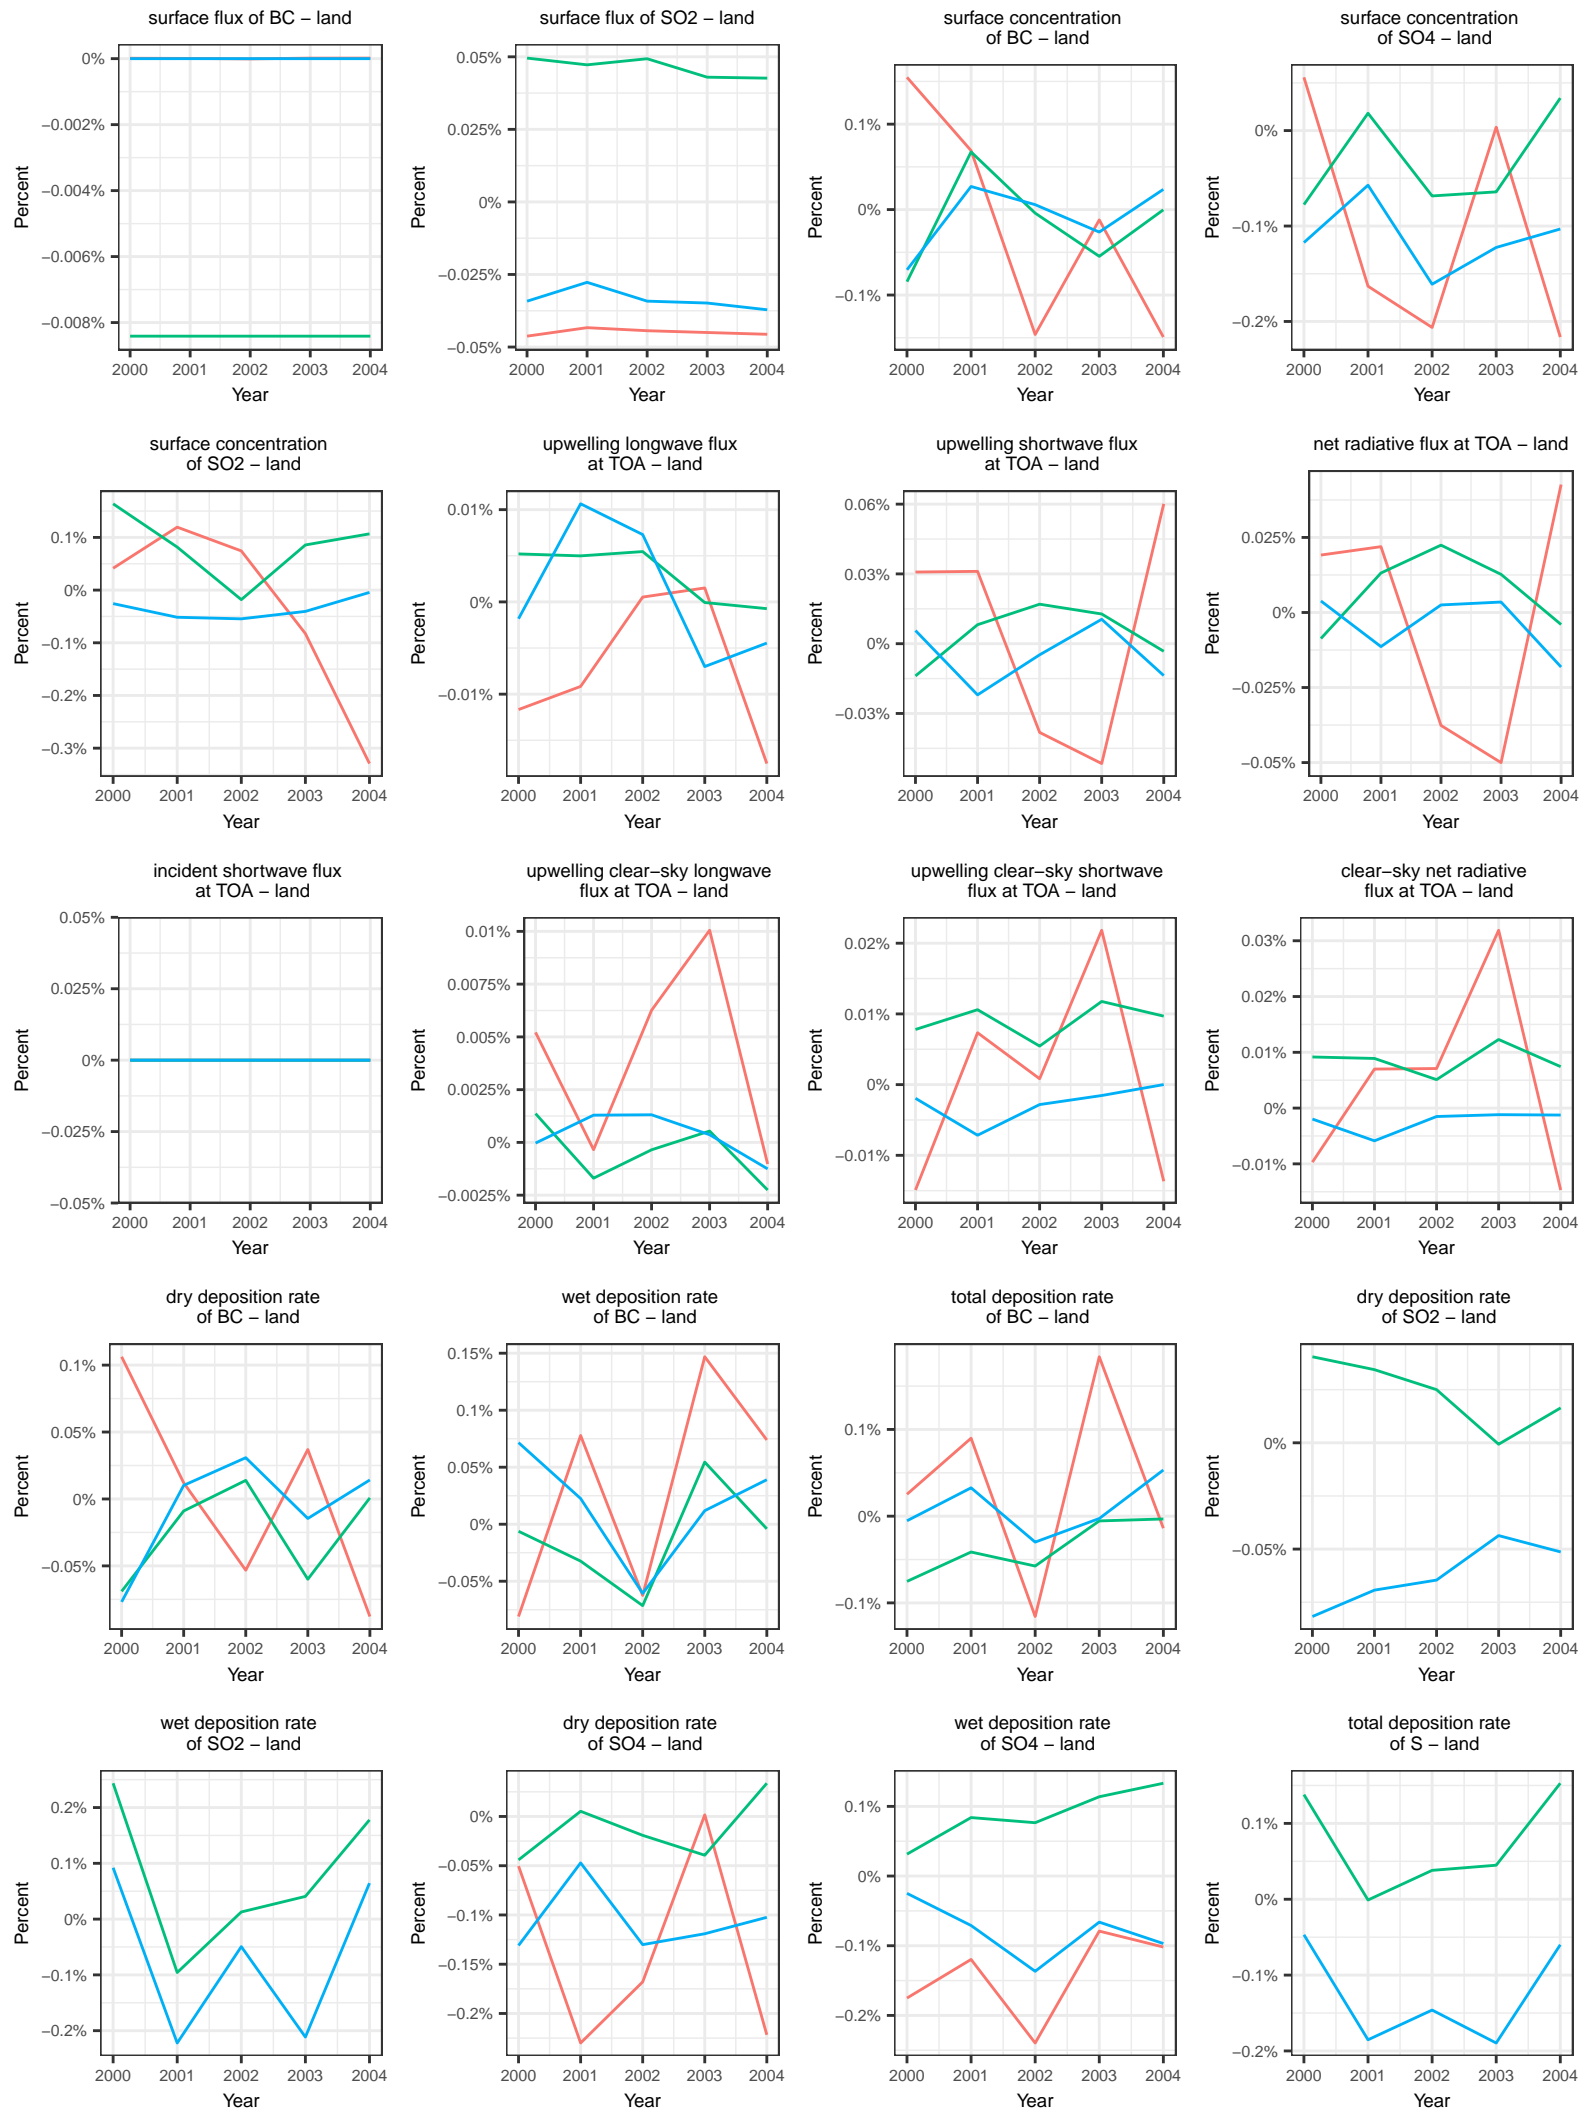 surface flux of BC − land
0%
−0.002%
−0.004%
−0.006%
−0.008%
Percent
2000 2001 2002 2003 2004
Year
surface flux of SO2 − land
0.05%
0.025%
0%
−0.025%
−0.05%
Percent
2000 2001 2002 2003 2004
Year
surface concentration
of BC − land
0.1%
0%
−0.1%
Percent
2000 2001 2002 2003 2004
Year
surface concentration
of SO4 − land
0%
−0.1%
−0.2%
Percent
2000 2001 2002 2003 2004
Year
surface concentration
of SO2 − land
0.1%
0%
−0.1%
−0.2%
−0.3%
Percent
2000 2001 2002 2003 2004
Year
upwelling longwave flux
at TOA − land
0.01%
0%
−0.01%
Percent
2000 2001 2002 2003 2004
Year
upwelling shortwave flux
at TOA − land
0.06%
0.03%
0%
−0.03%
Percent
2000 2001 2002 2003 2004
Year
net radiative flux at TOA − land
0.025%
0%
−0.025%
−0.05%
Percent
2000 2001 2002 2003 2004
Year
incident shortwave flux
at TOA − land
0.05%
0.025%
0%
−0.025%
−0.05%
Percent
2000 2001 2002 2003 2004
Year
upwelling clear−sky longwave
flux at TOA − land
0.01%
0.0075%
0.005%
0.0025%
0%
−0.0025%
Percent
2000 2001 2002 2003 2004
Year
upwelling clear−sky shortwave
flux at TOA − land
0.02%
0.01%
0%
−0.01%
Percent
2000 2001 2002 2003 2004
Year
clear−sky net radiative
flux at TOA − land
0.03%
0.02%
0.01%
0%
−0.01%
Percent
2000 2001 2002 2003 2004
Year
dry deposition rate
of BC − land
0.1%
0.05%
0%
−0.05%
Percent
2000 2001 2002 2003 2004
Year
wet deposition rate
of BC − land
0.15%
0.1%
0.05%
0%
−0.05%
Percent
2000 2001 2002 2003 2004
Year
total deposition rate
of BC − land
0.1%
0%
−0.1%
Percent
2000 2001 2002 2003 2004
Year
dry deposition rate
of SO2 − land
0%
−0.05%
Percent
2000 2001 2002 2003 2004
Year
wet deposition rate
of SO2 − land
0.2%
0.1%
0%
−0.1%
−0.2%
Percent
2000 2001 2002 2003 2004
Year
dry deposition rate
of SO4 − land
0%
−0.05%
−0.1%
−0.15%
−0.2%
Percent
2000 2001 2002 2003 2004
Year
wet deposition rate
of SO4 − land
0.1%
0%
−0.1%
−0.2%
Percent
2000 2001 2002 2003 2004
Year
total deposition rate
of S − land
0.1%
0%
−0.1%
−0.2%
Percent
2000 2001 2002 2003 2004
Year